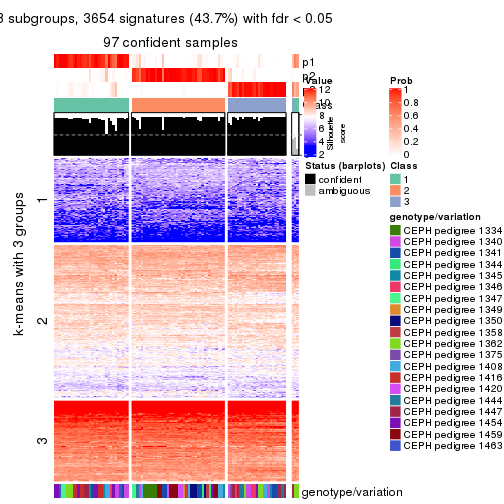 3 subgroups, 3654 signatures (43.7%) with fdr < 0.05
97 confident samples
p1
p2
Value
12
10
8
6
4
2
Silhouette
score
Prob
1
0.8
0.6
0.4
0.2
0
Status (barplots)
confident
ambiguous
Class
1
2
3
genotype/variation
CEPH pedigree 1334
CEPH pedigree 1340
CEPH pedigree 1341
CEPH pedigree 1344
CEPH pedigree 1345
CEPH pedigree 1346
CEPH pedigree 1347
CEPH pedigree 1349
CEPH pedigree 1350
CEPH pedigree 1358
CEPH pedigree 1362
CEPH pedigree 1375
CEPH pedigree 1408
CEPH pedigree 1416
CEPH pedigree 1420
CEPH pedigree 1444
CEPH pedigree 1447
CEPH pedigree 1454
CEPH pedigree 1459
CEPH pedigree 1463
k-means with 3 groups
1
2
3
genotype/variation